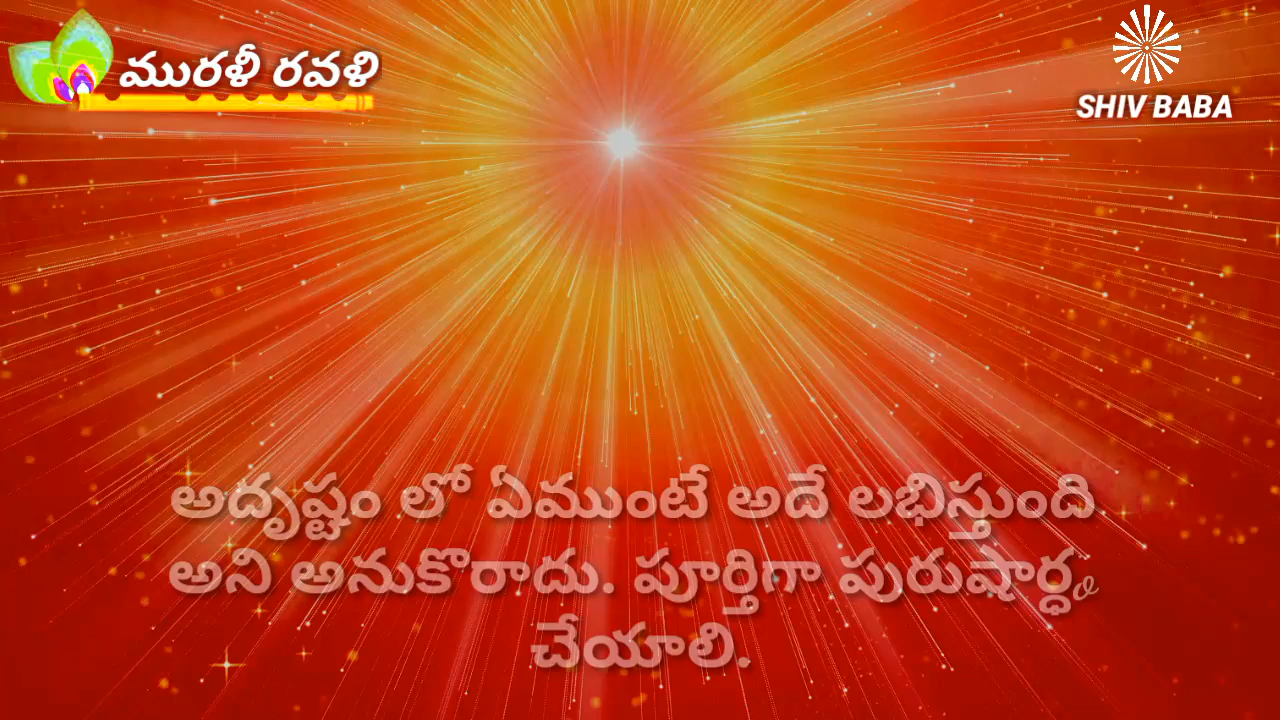 మురళీ రవళి
SHIV BABA
అదృష్టం లో ఏముంటే అదే లభిస్తుంది
అని అనుకొరాదు. పూర్తిగా పురుషార్ధం
చేయాలి.